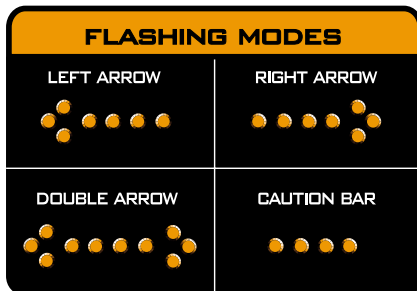 FLASHING MODES
LEFT ARROW
RIGHT ARROW
DOUBLE ARROW
CAUTION BAR